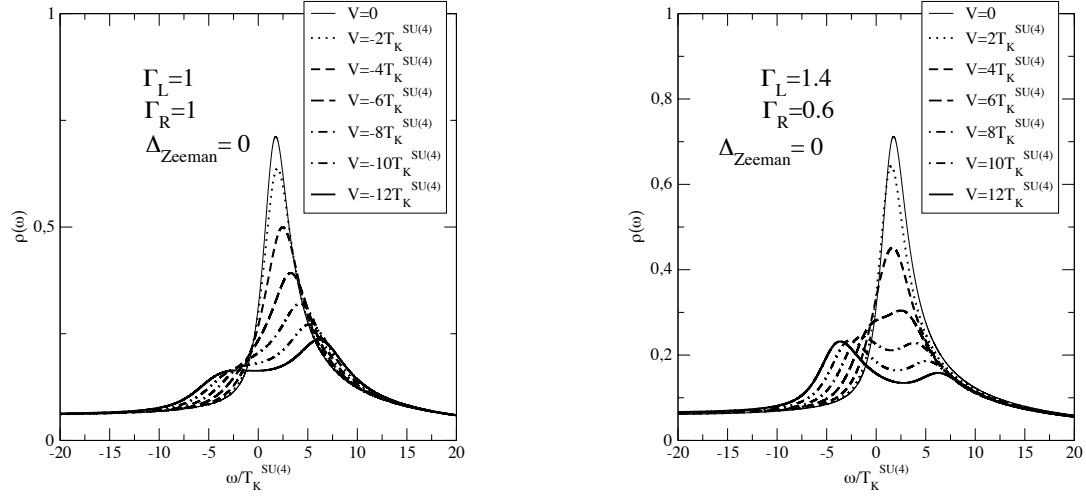 V=0
V=-2T_K^SU(4)
V=-4T_K^SU(4)
V=-6T_K^SU(4)
V=-8T_K^SU(4)
V=-10T_K^SU(4)
V=-12T_K^SU(4)
Γ_L=1
Γ_R=1
Δ_Zeeman= 0
1
0,5
0
ρ(ω)
-20 -15 -10 -5 0 5 10 15 20
ω/T_K^SU(4)
V=0
V=2T_K^SU(4)
V=4T_K^SU(4)
V=6T_K^SU(4)
V=8T_K^SU(4)
V=10T_K^SU(4)
V=12T_K^SU(4)
Γ_L=1.4
Γ_R=0.6
Δ_Zeeman= 0
1
0,8
0,6
0,4
0,2
0
ρ(ω)
-20 -15 -10 -5 0 5 10 15 20
ω/T_K^SU(4)